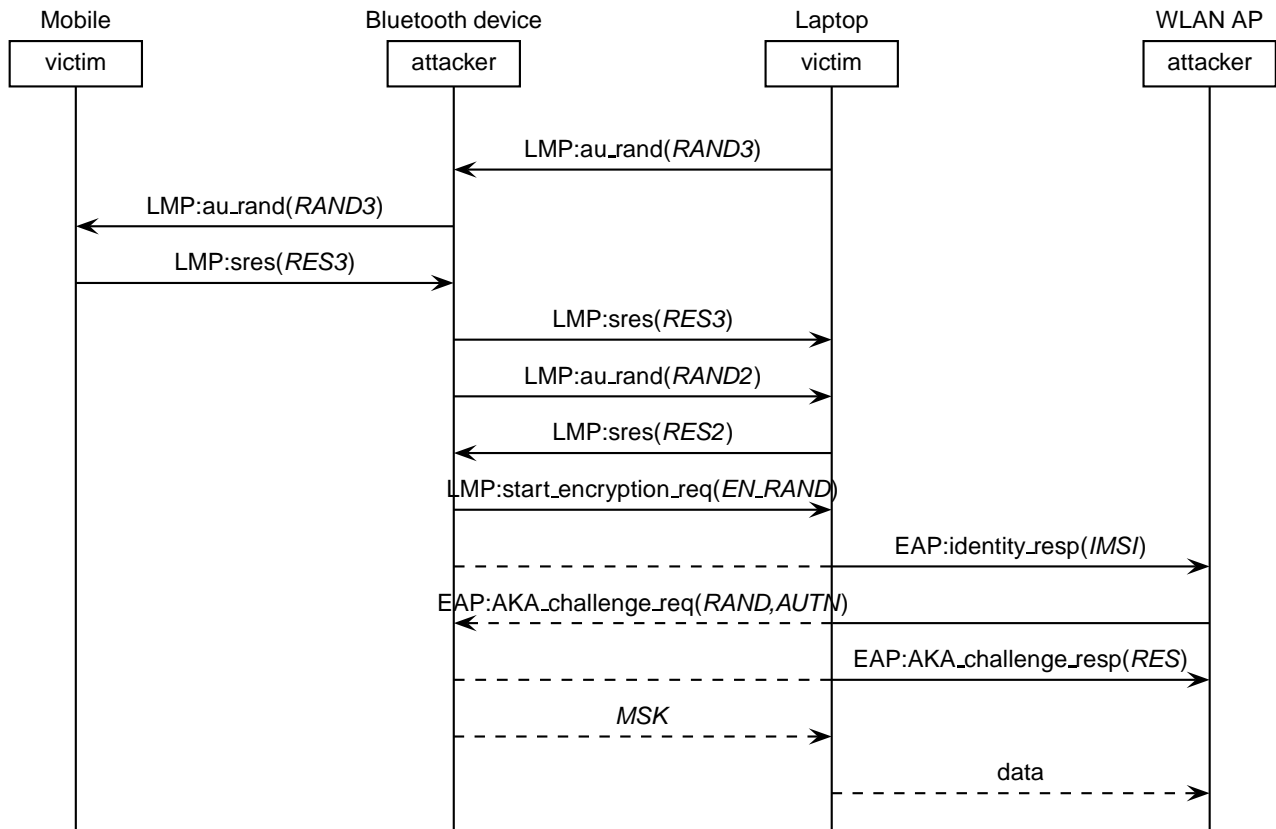 Mobile Bluetooth device Laptop WLAN AP
victim attacker victim attacker
LMP:au_rand(RAND3)
LMP:au_rand(RAND3)
LMP:sres(RES3)
LMP:sres(RES3)
LMP:au_rand(RAND2)
LMP:sres(RES2)
LMP:start_encryption_req(EN_RAND)
EAP:identity_resp(IMSI)
EAP:AKA_challenge_req(RAND,AUTN)
EAP:AKA_challenge_resp(RES)
MSK
data